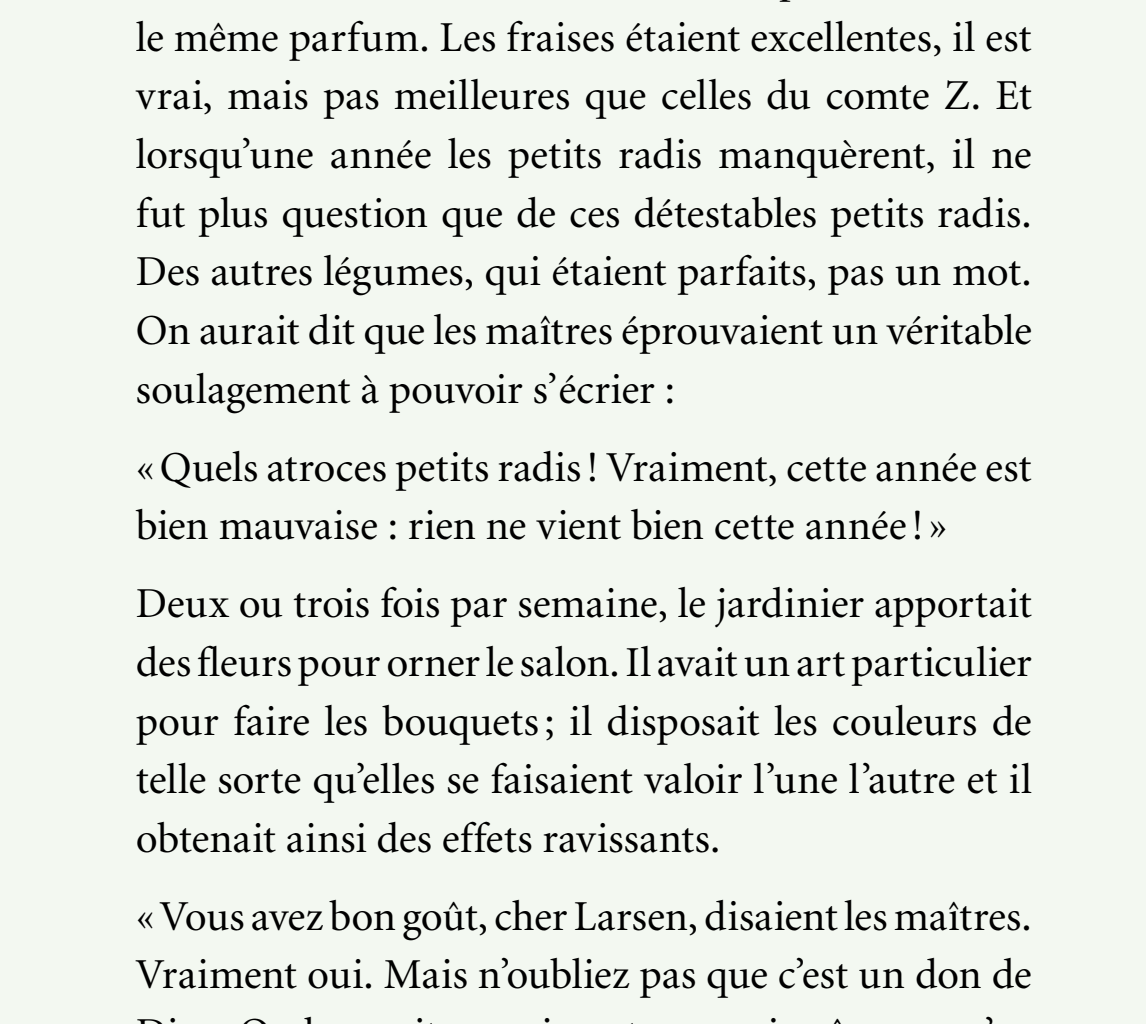 le même parfum. Les fraises étaient excellentes, il est
vrai, mais pas meilleures que celles du comte Z. Et
lorsqu’une année les petits radis manquèrent, il ne
fut plus question que de ces détestables petits radis.
Des autres légumes, qui étaient parfaits, pas un mot.
On aurait dit que les maîtres éprouvaient un véritable
soulagement à pouvoir s’écrier :
« Quels atroces petits radis ! Vraiment, cette année est
bien mauvaise : rien ne vient bien cette année ! »
Deux ou trois fois par semaine, le jardinier apportait
des fleurs pour orner le salon. Il avait un art particulier
pour faire les bouquets ; il disposait les couleurs de
telle sorte qu’elles se faisaient valoir l’une l’autre et il
obtenait ainsi des effets ravissants.
« Vous avez bon goût, cher Larsen, disaient les maîtres.
Vraiment oui. Mais n’oubliez pas que c’est un don de